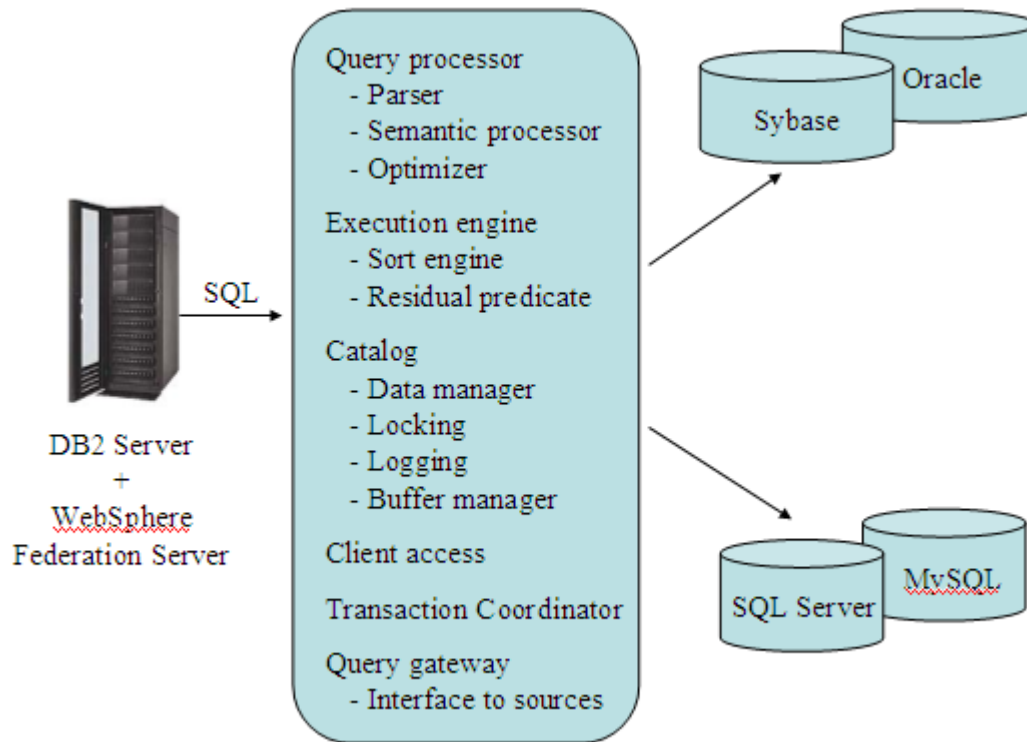 DB2 Server
+
WebSphere
Federation Server
SQL
Query processor
- Parser
- Semantic processor
- Optimizer
Execution engine
- Sort engine
- Residual predicate
Catalog
- Data manager
- Locking
- Logging
- Buffer manager
Client access
Transaction Coordinator
Query gateway
- Interface to sources
Oracle
Sybase
MySQL
SQL Server